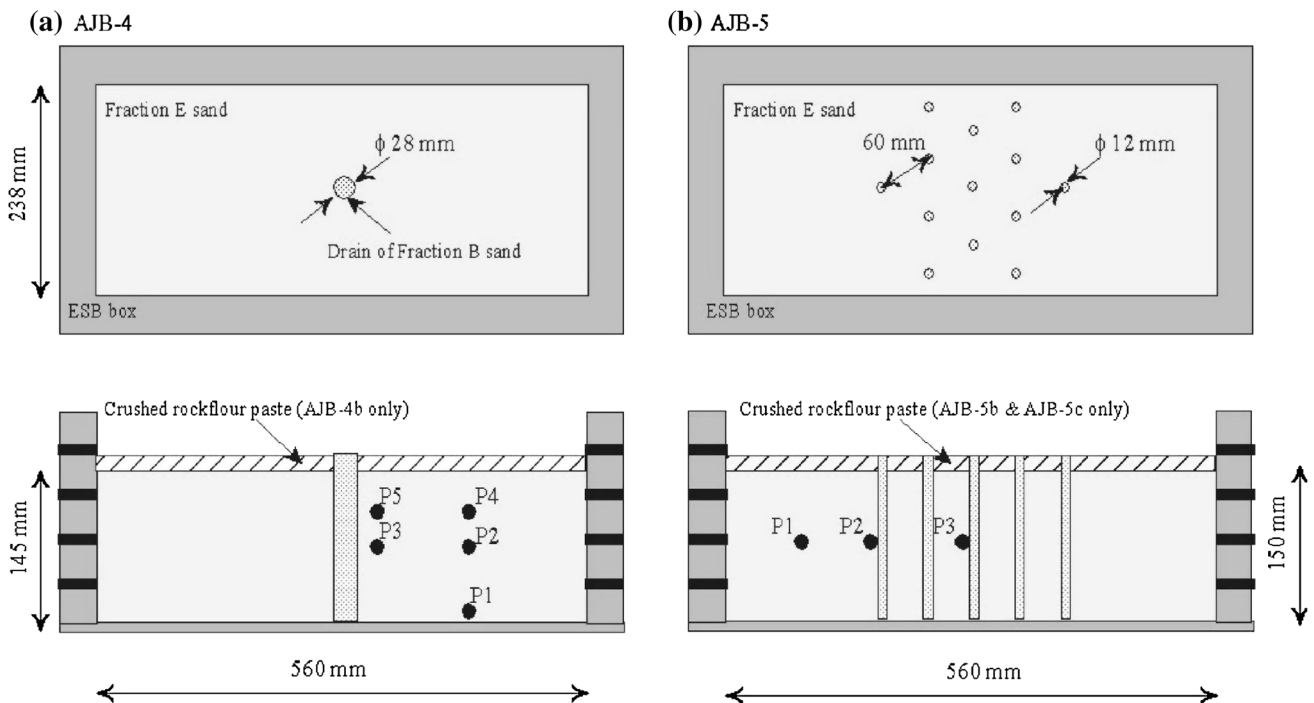 (a) AJB-4
Fraction E sand
ϕ 28 mm
Drain of Fraction B sand
ESB box
238 mm
Crushed rockflour paste (AJB-4b only)
P5
P4
P3
P2
P1
145 mm
560 mm
(b) AJB-5
Fraction E sand
60 mm
ϕ 12 mm
ESB box
Crushed rockflour paste (AJB-5b & AJB-5c only)
P1
P2
P3
150 mm
560 mm